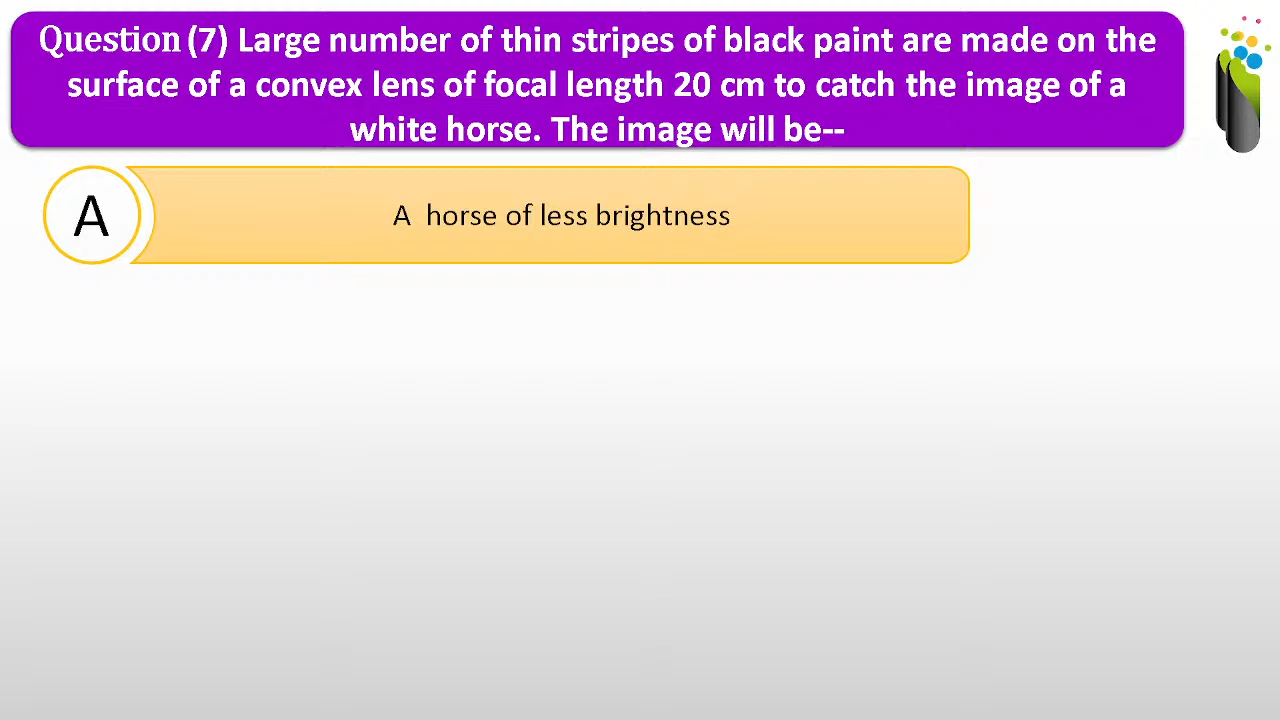 Question (7) Large number of thin stripes of black paint are made on the
surface of a convex lens of focal length 20 cm to catch the image of a
white horse. The image will be--
A
A  horse of less brightness